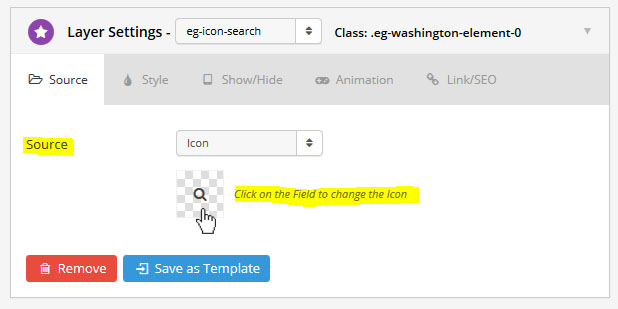 Layer Settings - eg-icon-search Class: .eg-washington-element-0
Source Style Show/Hide Animation Link/SEO
Source Icon
Click on the Field to change the Icon
Remove Save as Template